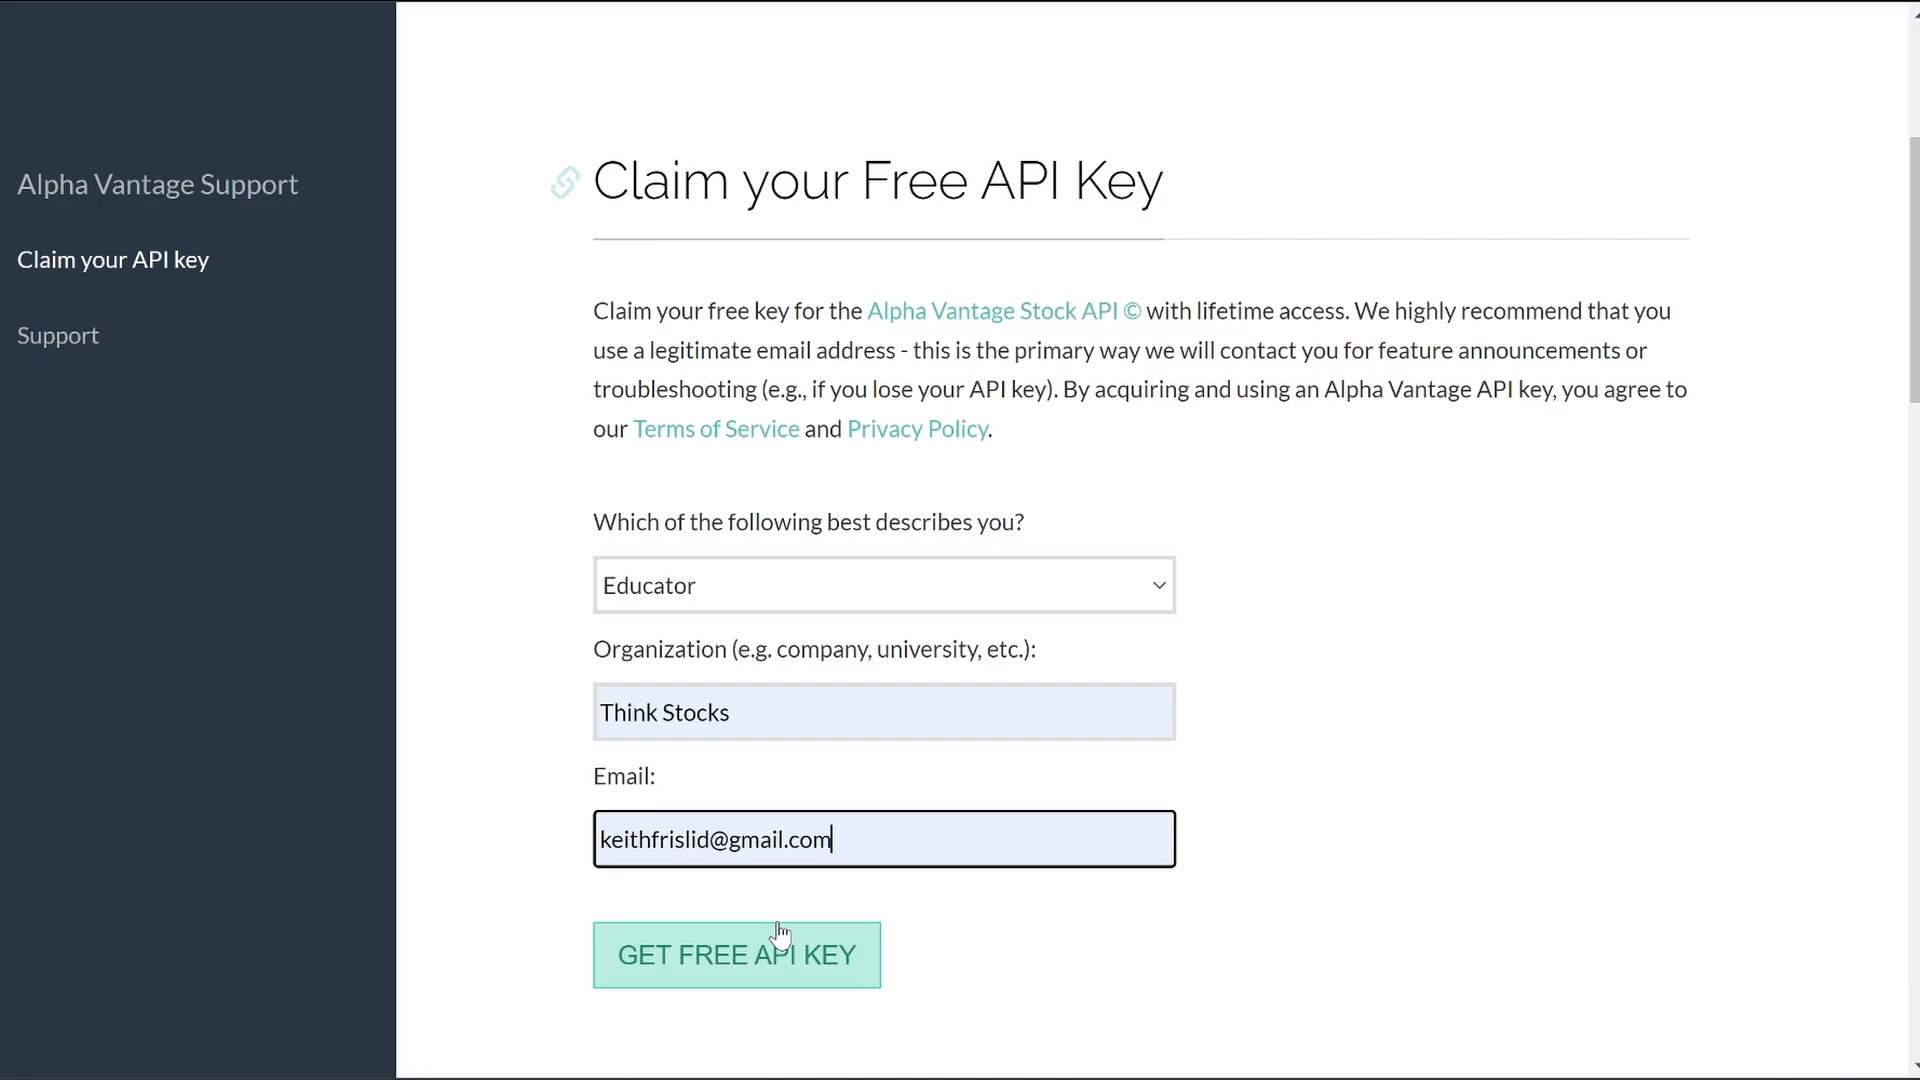 Alpha Vantage Support
Claim your API key
Support
Claim your Free API Key
Claim your free key for the Alpha Vantage Stock API © with lifetime access. We highly recommend that you
use a legitimate email address - this is the primary way we will contact you for feature announcements or
troubleshooting (e.g., if you lose your API key). By acquiring and using an Alpha Vantage API key, you agree to
our Terms of Service and Privacy Policy.
Which of the following best describes you?
Educator
Organization (e.g. company, university, etc.):
Think Stocks
Email:
keithfrislid@gmail.com
GET FREE API KEY